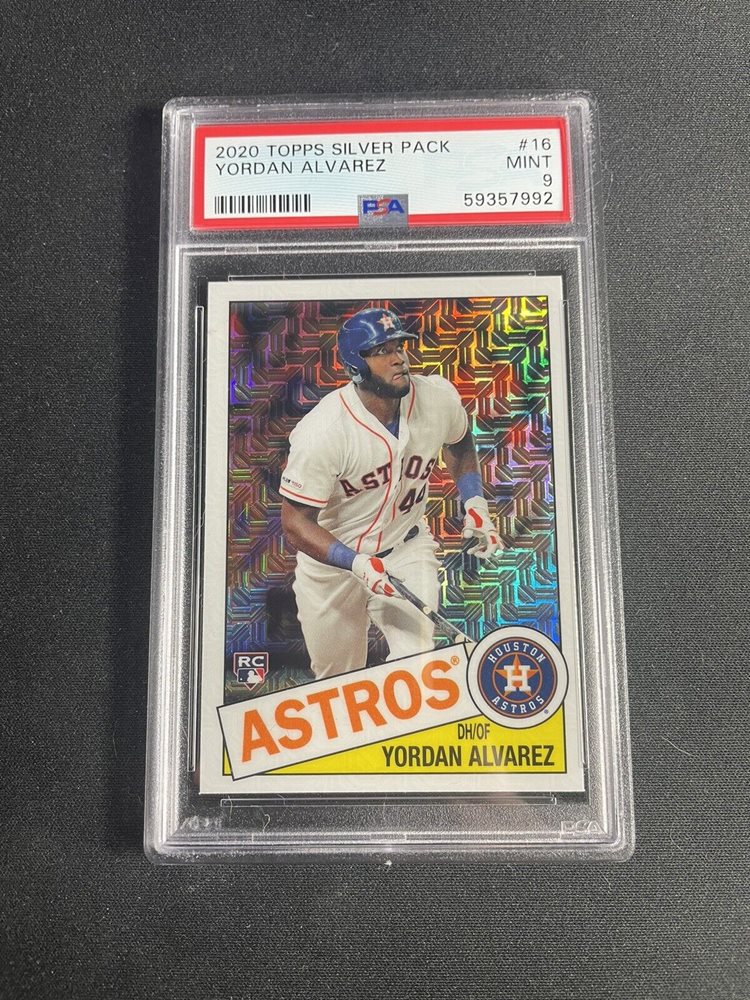 2020 TOPPS SILVER PACK #16
YORDAN ALVAREZ MINT
9
PSA 59357992
H
ASTROS
44
RC
ASTROS®
HOUSTON
H
ASTROS ®
DH/OF
YORDAN ALVAREZ
PSA